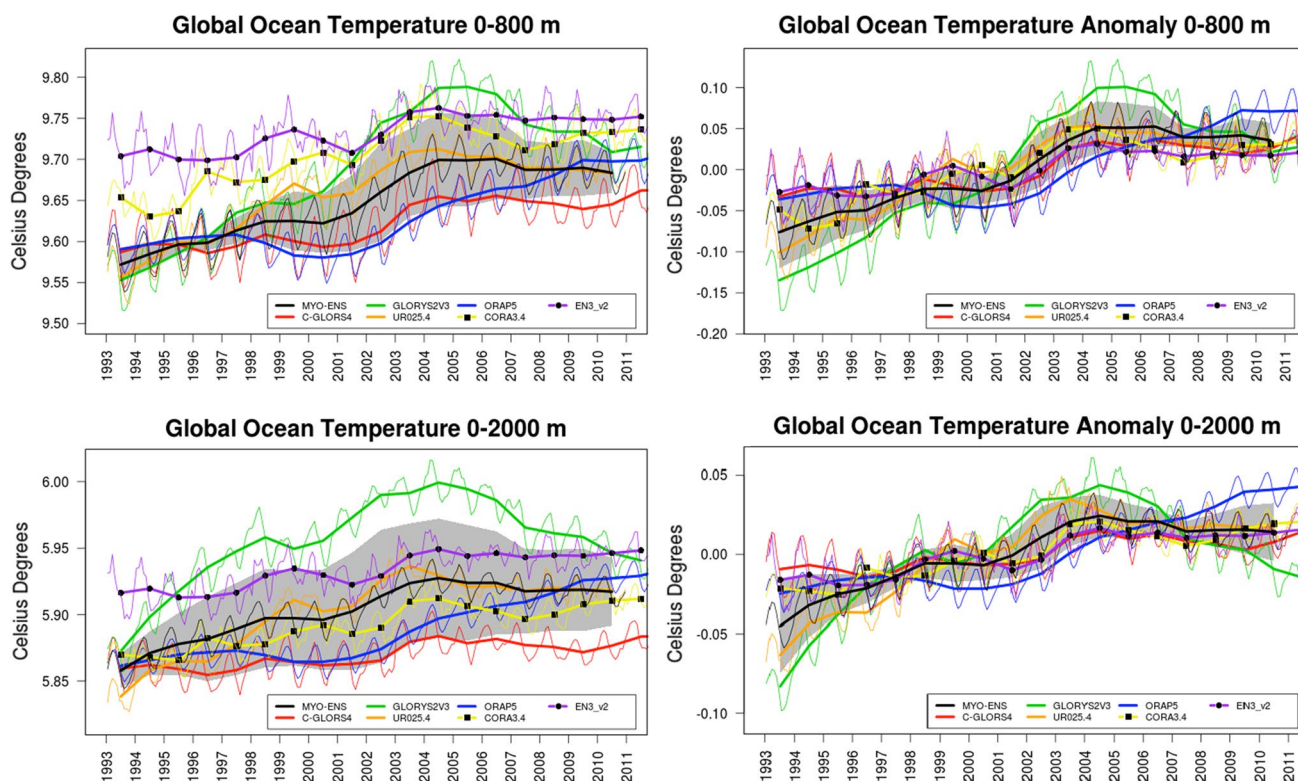 Global Ocean Temperature 0-800 m
Celsius Degrees
9.80
9.75
9.70
9.65
9.60
9.55
9.50
MYO-ENS GLORYS2V3 ORAP5 EN3_v2
C-GLORS4 UR025.4 CORA3.4
1993 1994 1995 1996 1997 1998 1999 2000 2001 2002 2003 2004 2005 2006 2007 2008 2009 2010 2011
Global Ocean Temperature Anomaly 0-800 m
Celsius Degrees
0.10
0.05
0.00
-0.05
-0.10
-0.15
-0.20
MYO-ENS GLORYS2V3 ORAP5 EN3_v2
C-GLORS4 UR025.4 CORA3.4
1993 1994 1995 1996 1997 1998 1999 2000 2001 2002 2003 2004 2005 2006 2007 2008 2009 2010 2011
Global Ocean Temperature 0-2000 m
Celsius Degrees
6.00
5.95
5.90
5.85
MYO-ENS GLORYS2V3 ORAP5 EN3_v2
C-GLORS4 UR025.4 CORA3.4
1993 1994 1995 1996 1997 1998 1999 2000 2001 2002 2003 2004 2005 2006 2007 2008 2009 2010 2011
Global Ocean Temperature Anomaly 0-2000 m
Celsius Degrees
0.05
0.00
-0.05
-0.10
MYO-ENS GLORYS2V3 ORAP5 EN3_v2
C-GLORS4 UR025.4 CORA3.4
1993 1994 1995 1996 1997 1998 1999 2000 2001 2002 2003 2004 2005 2006 2007 2008 2009 2010 2011